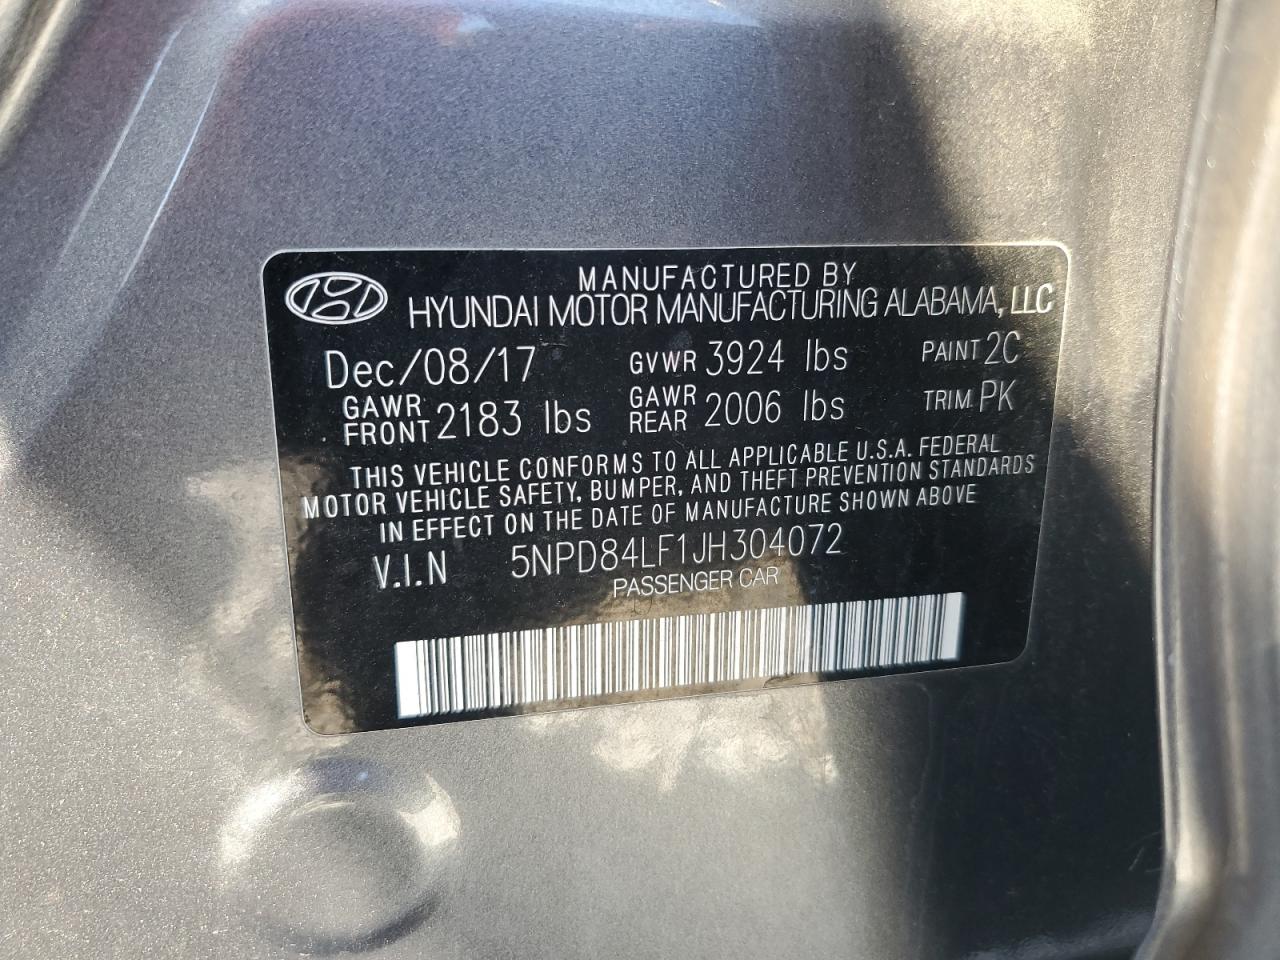 MANUFACTURED BY
HYUNDAI MOTOR MANUFACTURING ALABAMA, LLC
Dec/08/17 GVWR 3924 lbs PAINT 2C
GAWR FRONT 2183 lbs GAWR REAR 2006 lbs TRIM PK
THIS VEHICLE CONFORMS TO ALL APPLICABLE U.S.A. FEDERAL
MOTOR VEHICLE SAFETY, BUMPER, AND THEFT PREVENTION STANDARDS
IN EFFECT ON THE DATE OF MANUFACTURE SHOWN ABOVE
V.I.N 5NPD84LF1JH304072
PASSENGER CAR